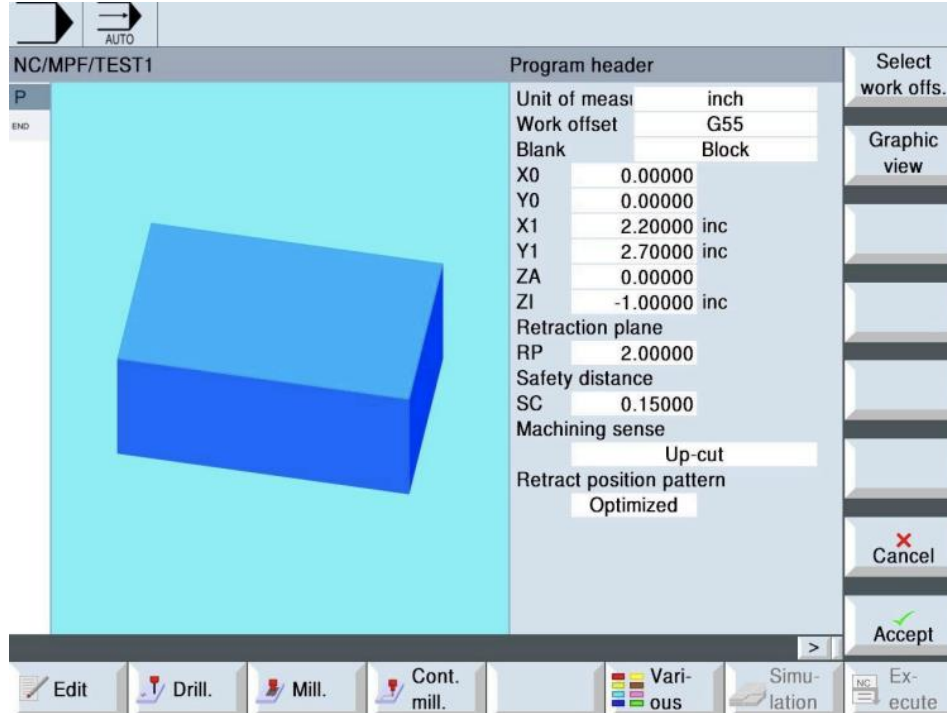 AUTO
NC/MPF/TEST1
Program header
Select
work offs.
P
END
Unit of measu
inch
Work offset
G55
Blank
Block
X0 0.00000
Y0 0.00000
X1 2.20000 inc
Y1 2.70000 inc
ZA 0.00000
ZI -1.00000 inc
Retraction plane
RP 2.00000
Safety distance
SC 0.15000
Machining sense
Up-cut
Retract position pattern
Optimized
Graphic
view
Cancel
Accept
>
Edit
Drill.
Mill.
Cont.
mill.
Vari-
ous
Simu-
lation
NC
Ex-
ecute